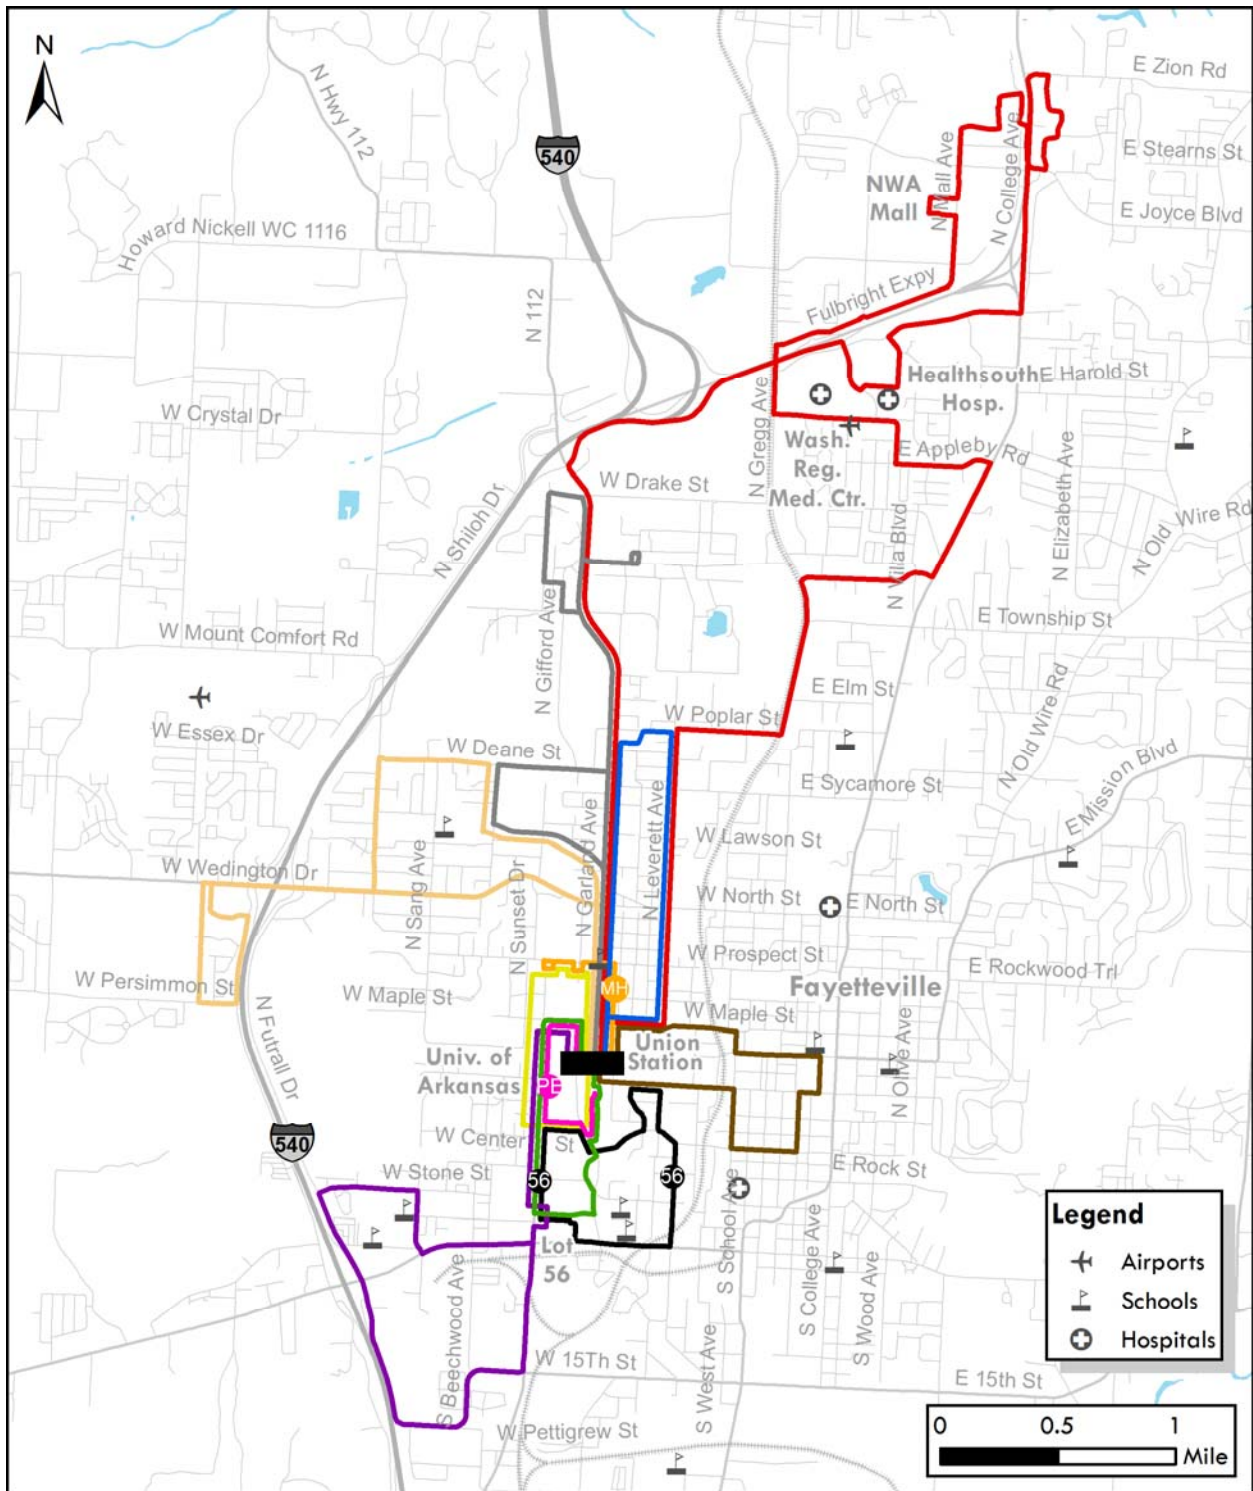 N
E Zion Rd
N Hwy 112
540
E Stearns St
N Mall Ave
N College Ave
NWA
Mall
E Joyce Blvd
Howard Nickell WC 1116
N 112
Fulbright Expy
Healthsouth
Hosp.
E Harold St
W Crystal Dr
N Gregg Ave
Wash.
Reg.
Med. Ctr.
E Appleby Rd
W Drake St
N Shiloh Dr
N Villa Blvd
N Elizabeth Ave
N Old Wire Rd
N Gifford Ave
E Township St
W Mount Comfort Rd
E Elm St
W Poplar St
N Old Wire Rd
W Essex Dr
W Deane St
E Sycamore St
E Mission Blvd
N Garland Ave
N Leverett Ave
W Lawson St
W Wedington Dr
N Sang Ave
N Sunset Dr
W North St
E North St
W Prospect St
E Rockwood Trl
W Persimmon St
W Maple St
MH
Fayetteville
W Maple St
N Futrall Dr
Univ. of
Arkansas
Union
Station
N Olive Ave
W Center St
540
W Stone St
56
56
E Rock St
S School Ave
Lot
56
S Beechwood Ave
S College Ave
S Wood Ave
S West Ave
W 15Th St
E 15th St
W Pettigrew St
Legend
Airports
Schools
Hospitals
0 0.5 1
Mile